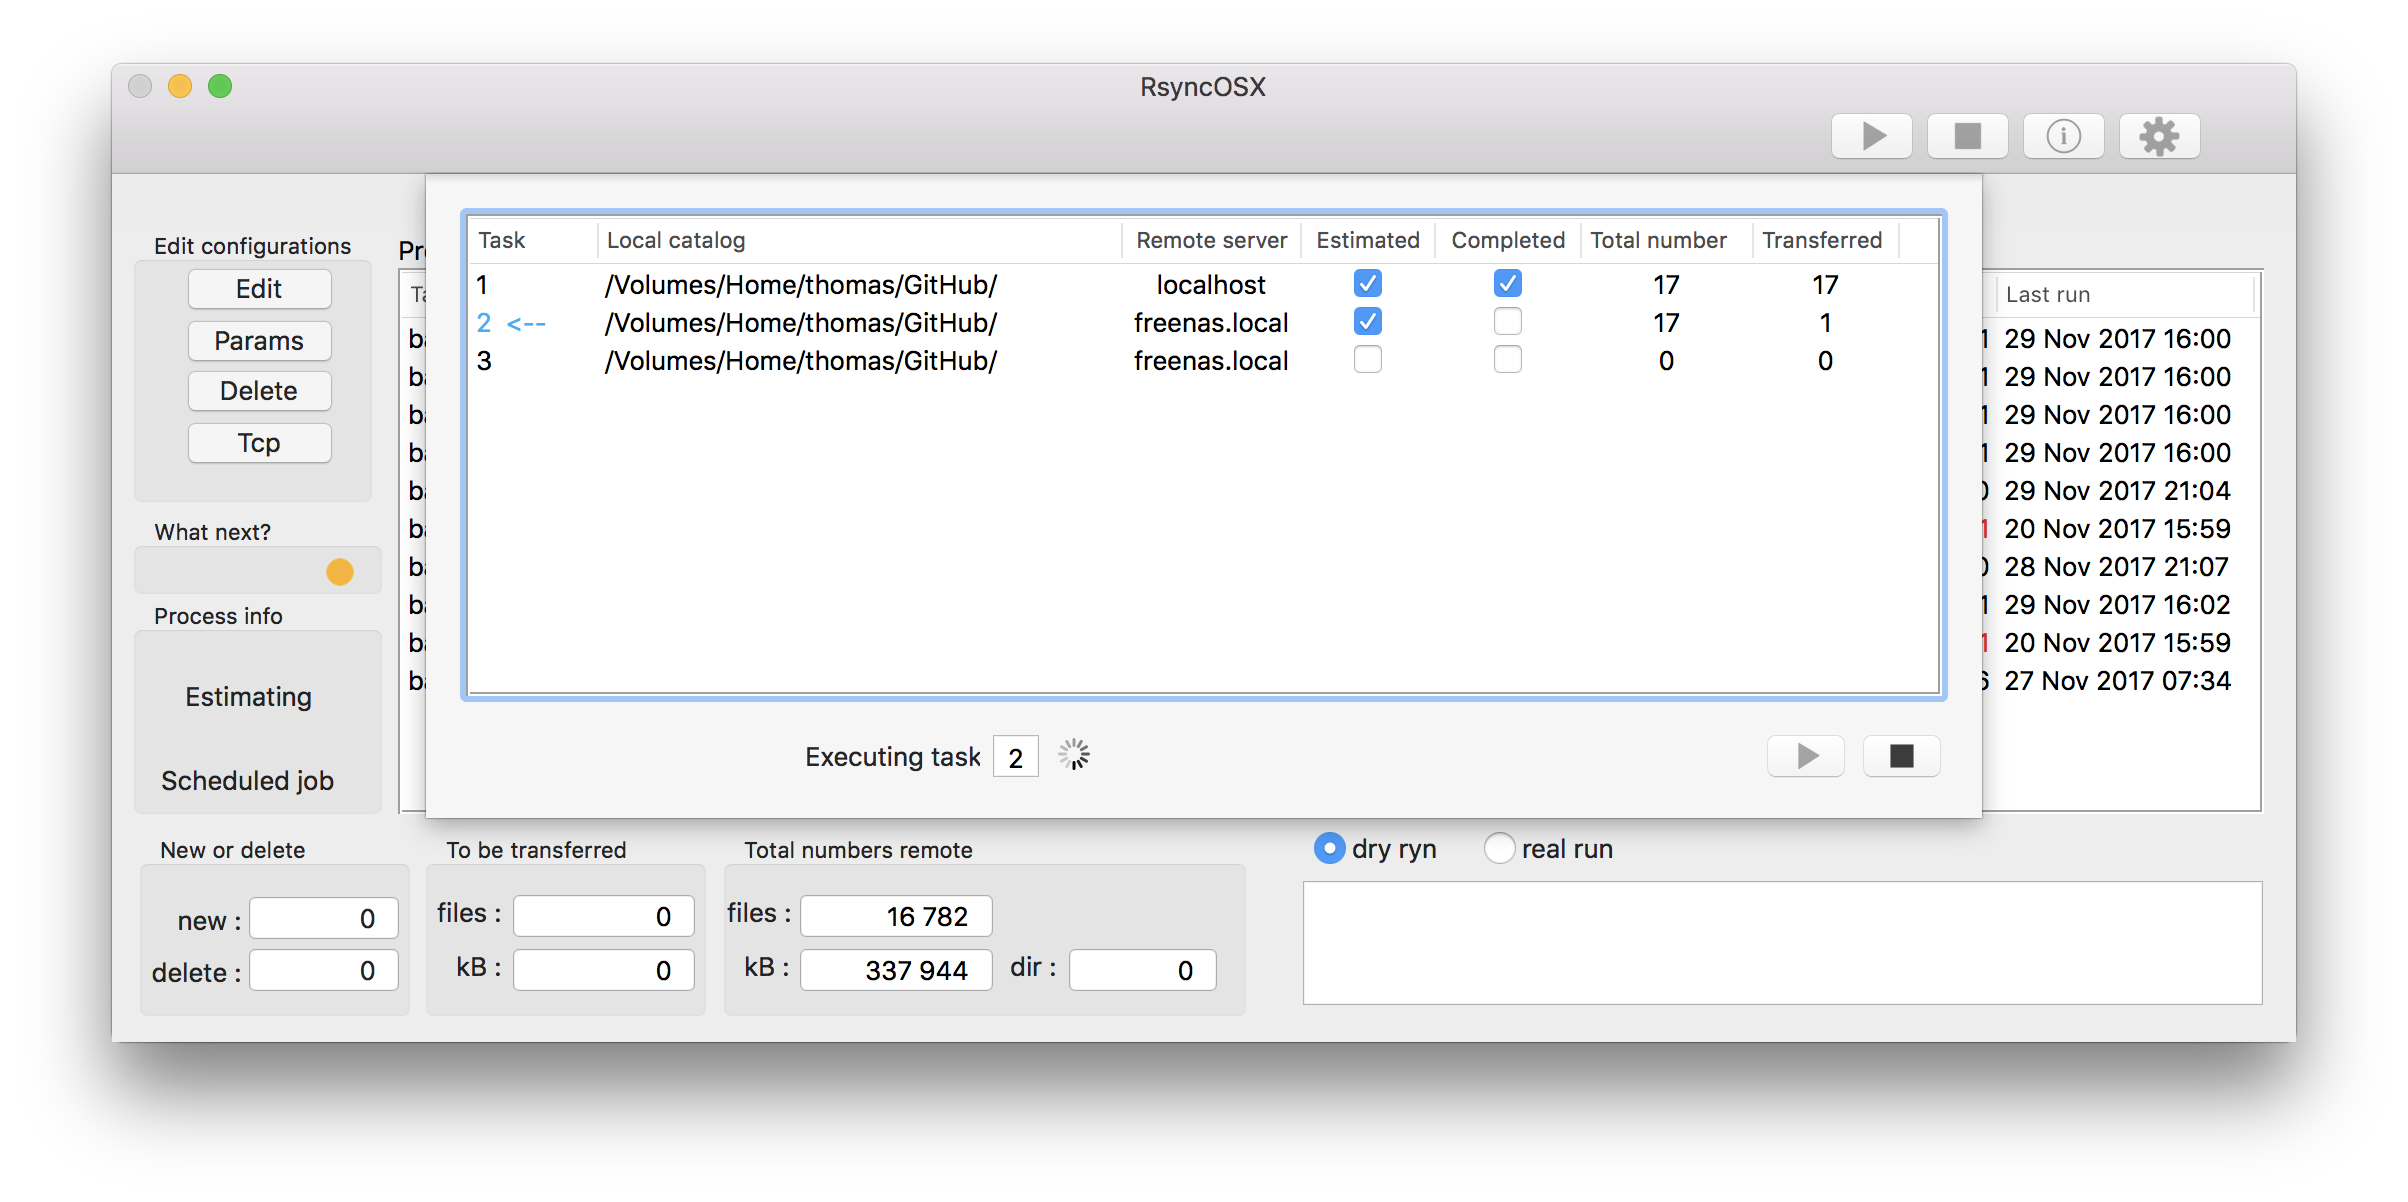 RsyncOSX
Edit configurations
Edit
Params
Delete
Tcp
What next?
Process info
Estimating
Scheduled job
Task Local catalog Remote server Estimated Completed Total number Transferred
1 /Volumes/Home/thomas/GitHub/ localhost 17 17
2 <-- /Volumes/Home/thomas/GitHub/ freenas.local 17 1
3 /Volumes/Home/thomas/GitHub/ freenas.local 0 0
Executing task 2
Last run
29 Nov 2017 16:00
29 Nov 2017 16:00
29 Nov 2017 16:00
29 Nov 2017 16:00
29 Nov 2017 21:04
20 Nov 2017 15:59
28 Nov 2017 21:07
29 Nov 2017 16:02
20 Nov 2017 15:59
27 Nov 2017 07:34
New or delete
new : 0
delete : 0
To be transferred
files : 0
kB : 0
Total numbers remote
files : 16 782
kB : 337 944 dir : 0
dry ryn real run